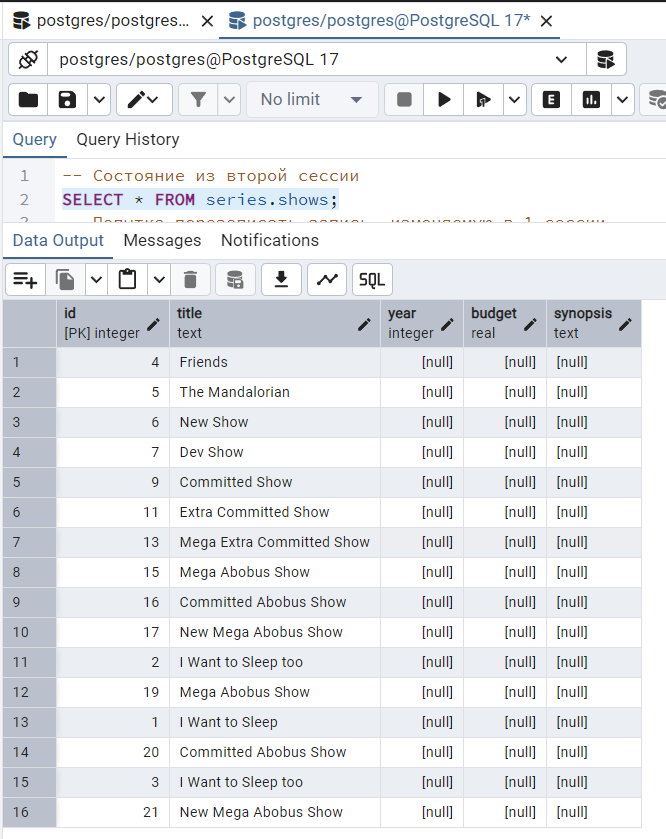 postgres/postgres... postgres/postgres@PostgreSQL 17*
postgres/postgres@PostgreSQL 17
No limit
E
Query Query History
1 -- Состояние из второй сессии
2 SELECT * FROM series.shows;
Data Output Messages Notifications
SQL
id title year budget synopsis
[PK] integer text integer real text
1 4 Friends [null] [null] [null]
2 5 The Mandalorian [null] [null] [null]
3 6 New Show [null] [null] [null]
4 7 Dev Show [null] [null] [null]
5 9 Committed Show [null] [null] [null]
6 11 Extra Committed Show [null] [null] [null]
7 13 Mega Extra Committed Show [null] [null] [null]
8 15 Mega Abobus Show [null] [null] [null]
9 16 Committed Abobus Show [null] [null] [null]
10 17 New Mega Abobus Show [null] [null] [null]
11 2 I Want to Sleep too [null] [null] [null]
12 19 Mega Abobus Show [null] [null] [null]
13 1 I Want to Sleep [null] [null] [null]
14 20 Committed Abobus Show [null] [null] [null]
15 3 I Want to Sleep too [null] [null] [null]
16 21 New Mega Abobus Show [null] [null] [null]